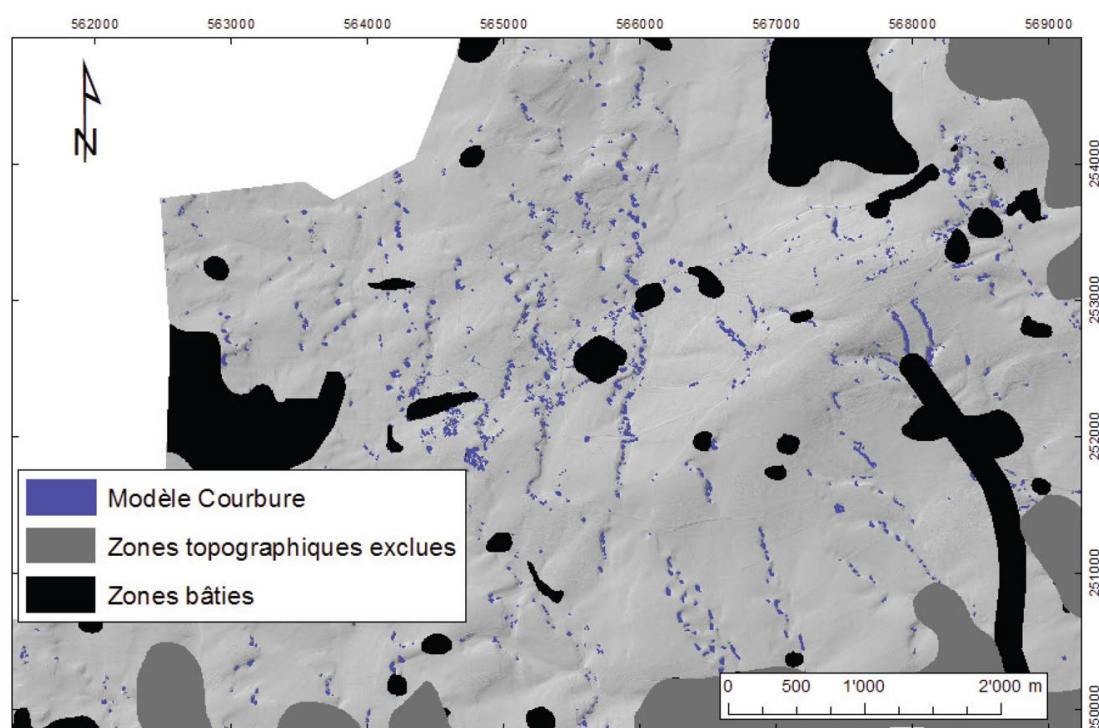 562000 563000 564000 565000 566000 567000 568000 569000
254000
253000
252000
251000
250000
N
Modèle Courbure
Zones topographiques exclues
Zones bâties
0 500 1'000 2'000 m